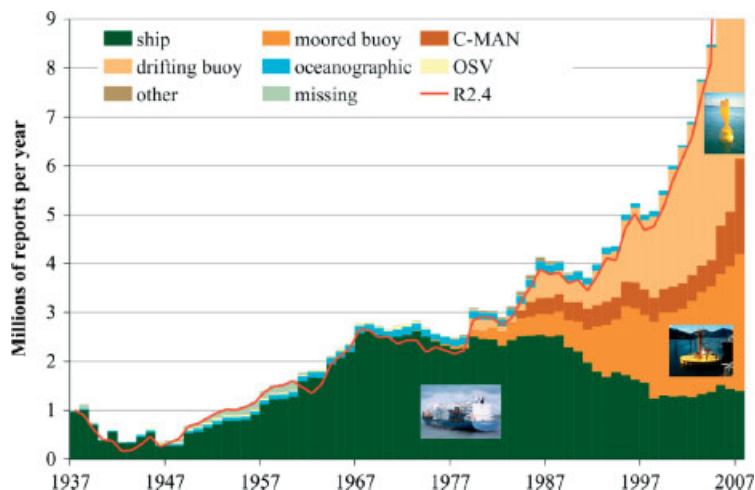 9
ship
moored buoy
C-MAN
drifting buoy
oceanographic
OSV
other
missing
R2.4
8
7
6
5
4
3
2
1
0
Millions of reports per year
1937
1947
1957
1967
1977
1987
1997
2007